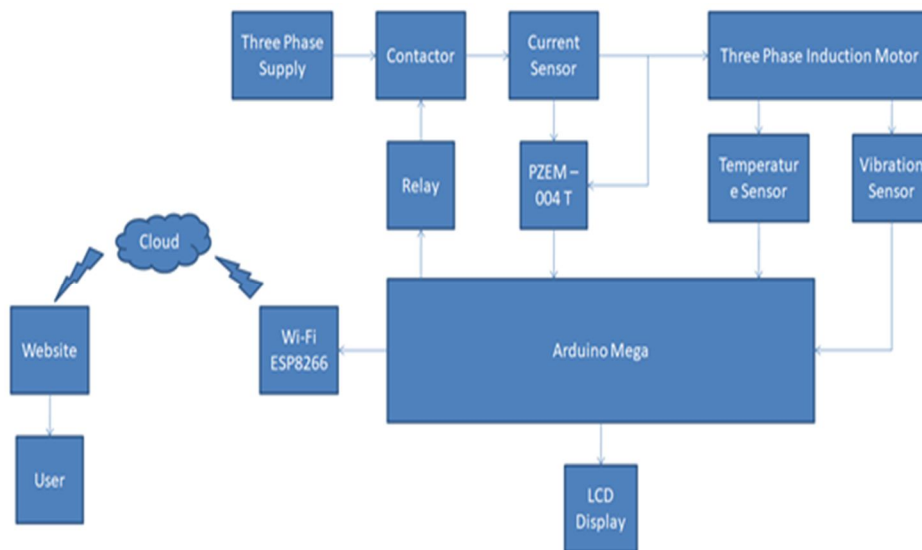 Three Phase
Supply
Contactor
Current
Sensor
Three Phase Induction Motor
Relay
PZEM –
004 T
Temperatur
e Sensor
Vibration
Sensor
Cloud
Website
Wi-Fi
ESP8266
Arduino Mega
User
LCD
Display